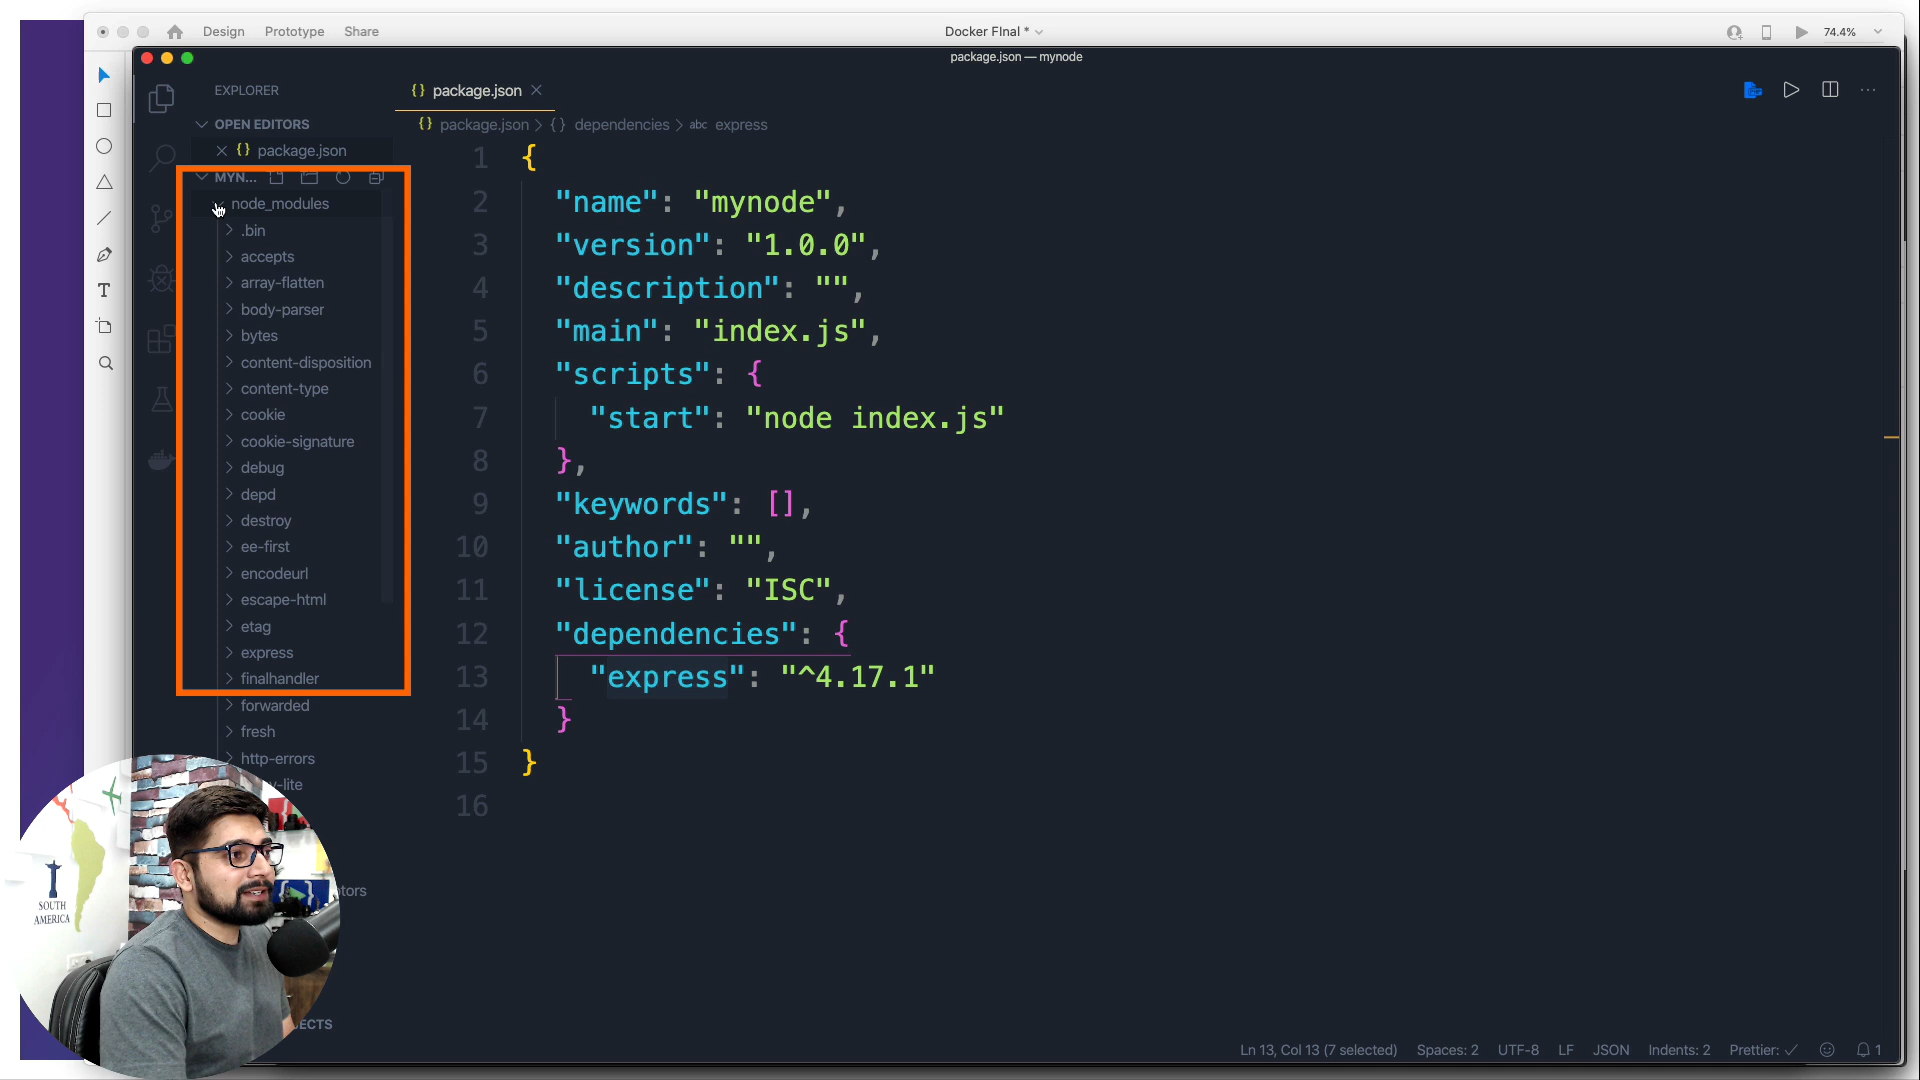 Design Prototype Share
Docker FInal *
74.4%
package.json — mynode
EXPLORER
package.json
OPEN EDITORS
package.json > {} dependencies > abc express
package.json
MYN...
node_modules
.bin
accepts
array-flatten
body-parser
bytes
content-disposition
content-type
cookie
cookie-signature
debug
depd
destroy
ee-first
encodeurl
escape-html
etag
express
finalhandler
forwarded
fresh
http-errors
-lite
tors
ECTS
1 {
2 "name": "mynode",
3 "version": "1.0.0",
4 "description": "",
5 "main": "index.js",
6 "scripts": {
7 "start": "node index.js"
8 },
9 "keywords": [],
10 "author": "",
11 "license": "ISC",
12 "dependencies": {
13 "express": "^4.17.1"
14 }
15 }
16
SOUTH
AMERICA
Ln 13, Col 13 (7 selected) Spaces: 2 UTF-8 LF JSON Indents: 2 Prettier: ✓ 1